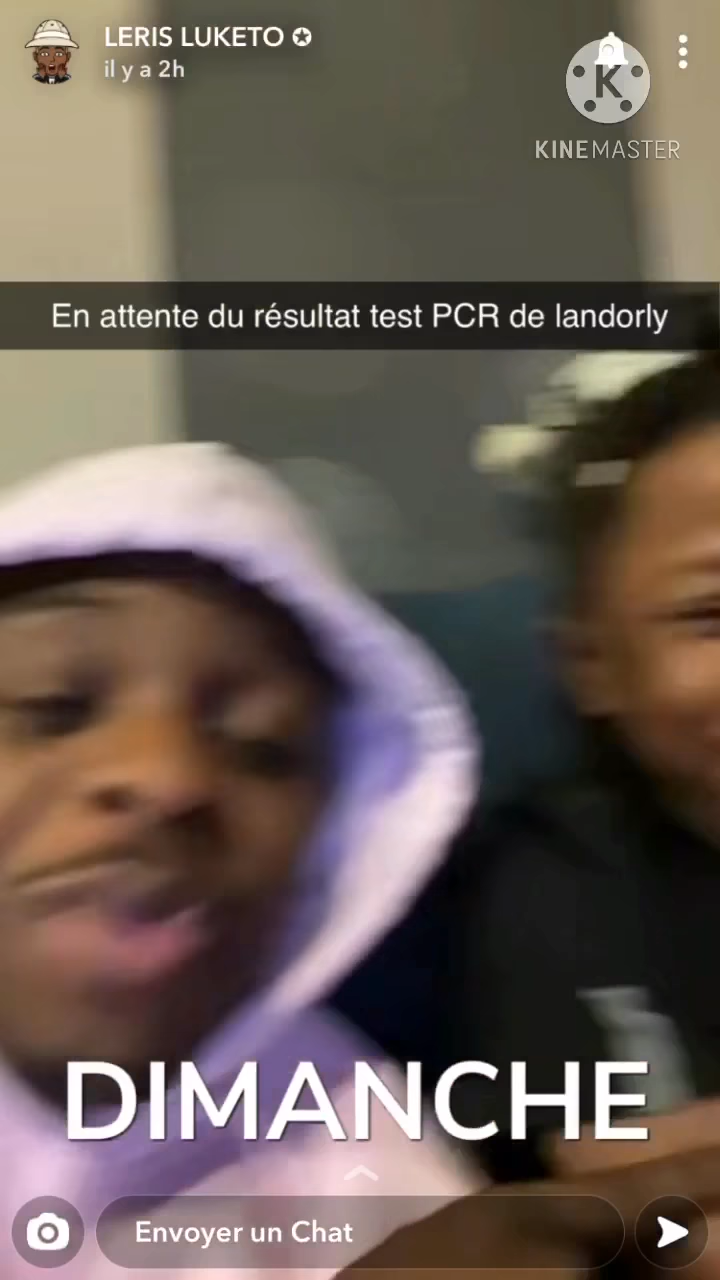 LERIS LUKETO
il y a 2h
K
KINEMASTER
En attente du résultat test PCR de landorly
DIMANCHE
Envoyer un Chat